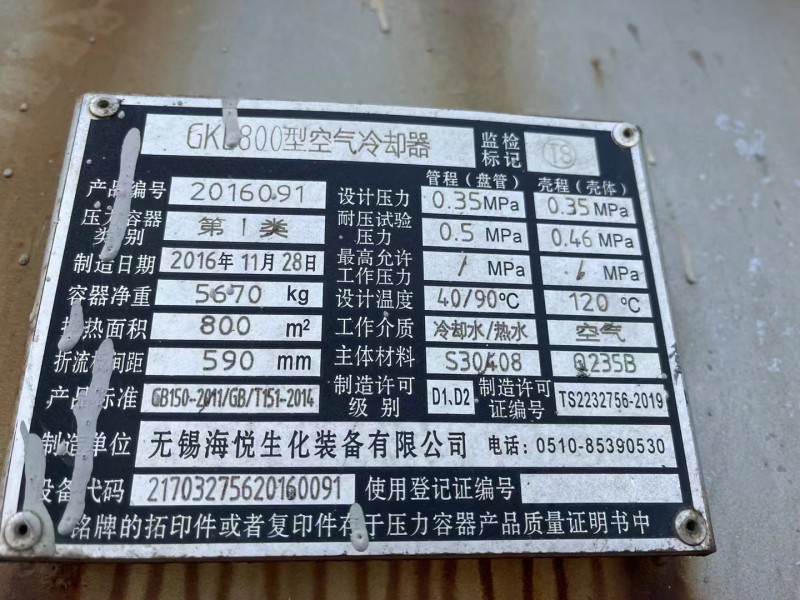 GKL800型空气冷却器 监检标记 TS
管程（盘管） 壳程（壳体）
产品编号 2016091 设计压力 0.35 MPa 0.35 MPa
压力容器类别 第 I 类 耐压试验压力 0.5 MPa 0.46 MPa
制造日期 2016年11月28日 最高允许工作压力 / MPa / MPa
容器净重 5670 kg 设计温度 40/90℃ 120 ℃
换热面积 800 m² 工作介质 冷却水/热水 空气
折流板间距 590 mm 主体材料 S30408 Q235B
产品标准 GB150-2011/GB/T151-2014 制造许可级别 D1、D2 制造许可证编号 TS2232756-2019
制造单位 无锡海悦生化装备有限公司 电话：0510-85390530
设备代码 21703275620160091 使用登记证编号
铭牌的拓印件或者复印件存于压力容器产品质量证明书中